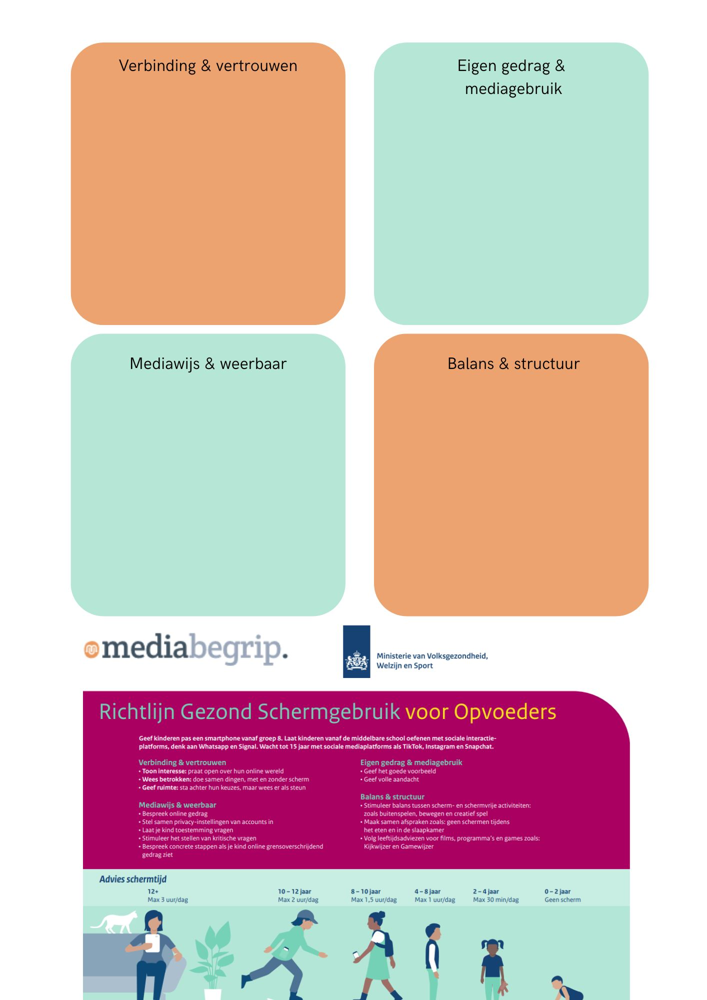 Verbinding & vertrouwen
Eigen gedrag &
mediagebruik
Mediawijs & weerbaar
Balans & structuur
mediabegrip.
Ministerie van Volksgezondheid,
Welzijn en Sport
Richtlijn Gezond Schermgebruik voor Opvoeders
Geef kinderen pas een smartphone vanaf groep 8. Laat kinderen vanaf de middelbare school oefenen met sociale interactie-
platforms, denk aan Whatsapp en Signal. Wacht tot 15 jaar met sociale mediaplatforms als TikTok, Instagram en Snapchat.
Verbinding & vertrouwen
• Toon interesse: praat open over hun online wereld
• Wees betrokken: doe samen dingen, met en zonder scherm
• Geef ruimte: sta achter hun keuzes, maar wees er als steun
Mediawijs & weerbaar
• Bespreek online gedrag
• Stel samen privacy-instellingen van accounts in
• Laat je kind toestemming vragen
• Stimuleer het stellen van kritische vragen
• Bespreek concrete stappen als je kind online grensoverschrijdend
gedrag ziet
Eigen gedrag & mediagebruik
• Geef het goede voorbeeld
• Geef volle aandacht
Balans & structuur
• Stimuleer balans tussen scherm- en schermvrije activiteiten:
zoals buitenspelen, bewegen en creatief spel
• Maak samen afspraken zoals: geen schermen tijdens
het eten en in de slaapkamer
• Volg leeftijdsadviezen voor films, programma's en games zoals:
Kijkwijzer en Gamewijzer
Advies schermtijd
12+
Max 3 uur/dag
10 – 12 jaar
Max 2 uur/dag
8 – 10 jaar
Max 1,5 uur/dag
4 – 8 jaar
Max 1 uur/dag
2 – 4 jaar
Max 30 min/dag
0 – 2 jaar
Geen scherm